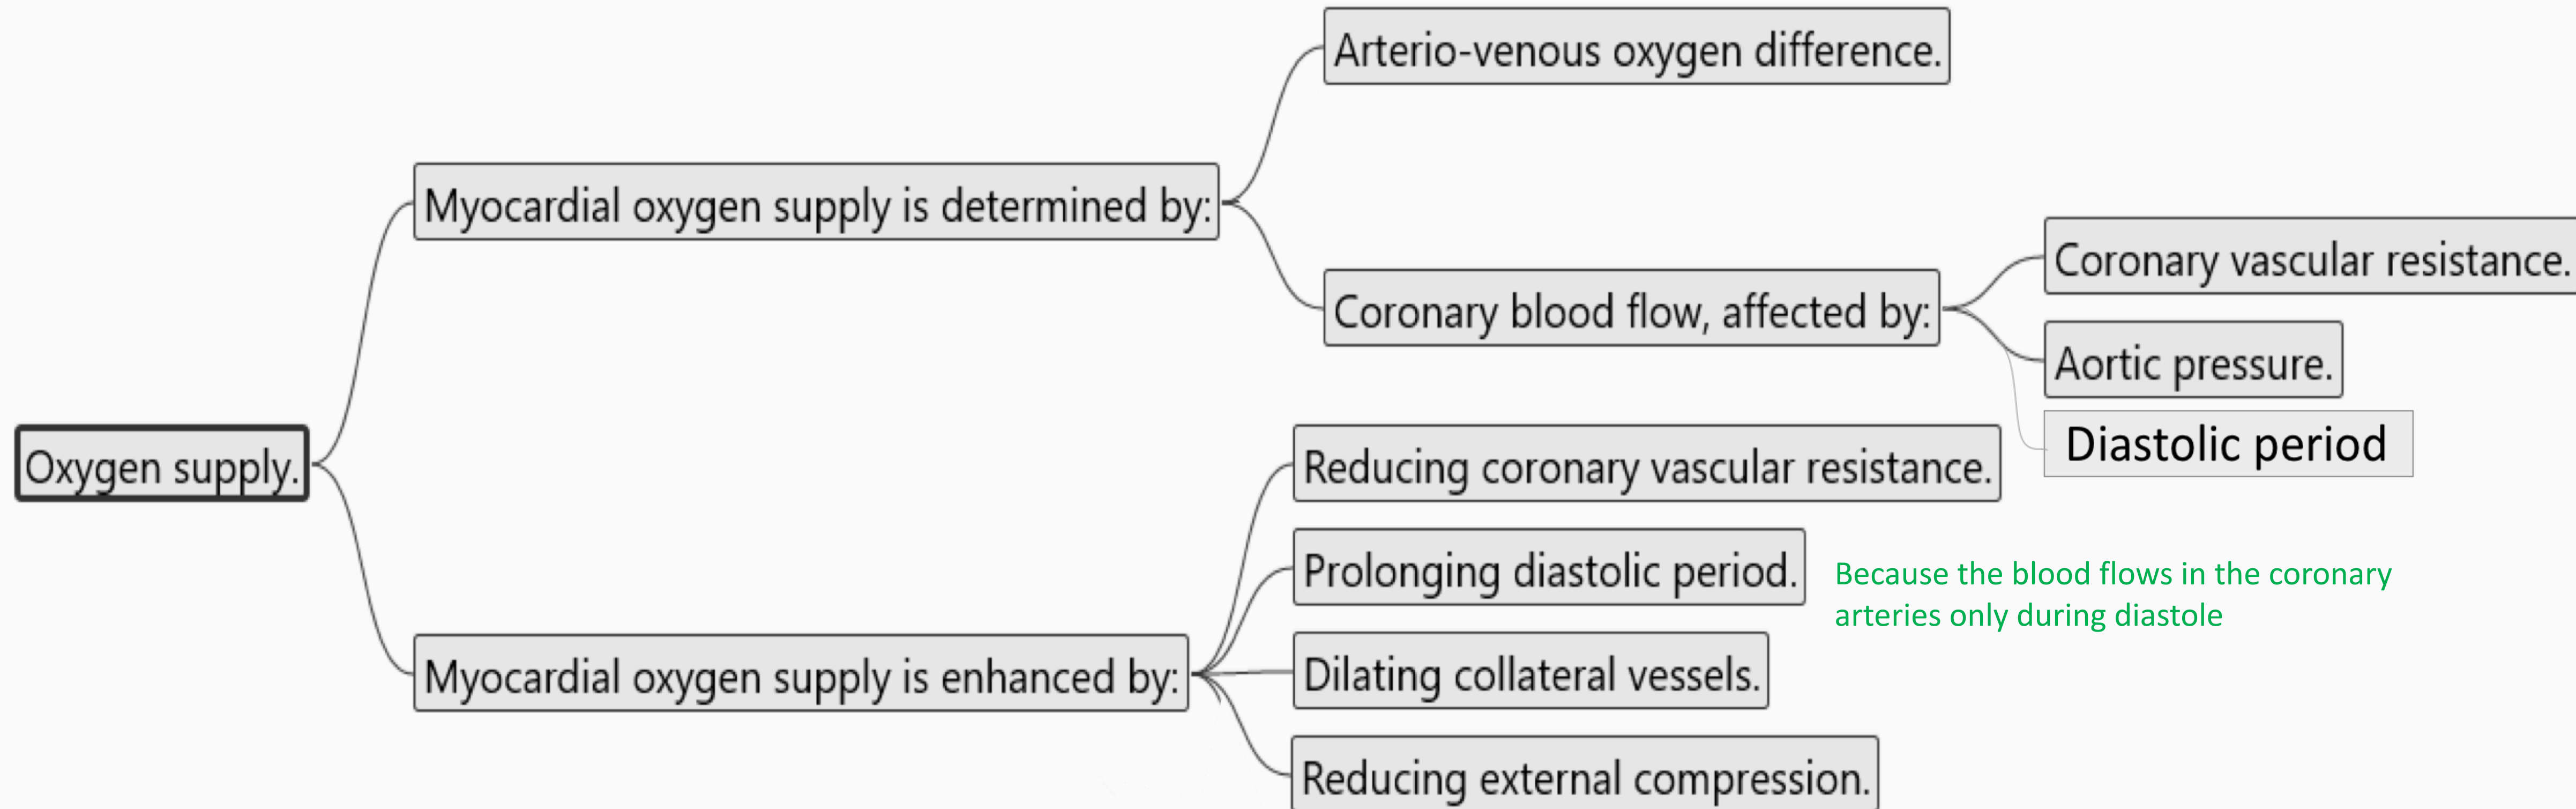 Oxygen supply.
Myocardial oxygen supply is determined by:
Arterio-venous oxygen difference.
Coronary blood flow, affected by:
Coronary vascular resistance.
Aortic pressure.
Diastolic period
Myocardial oxygen supply is enhanced by:
Reducing coronary vascular resistance.
Prolonging diastolic period.
Because the blood flows in the coronary
arteries only during diastole
Dilating collateral vessels.
Reducing external compression.